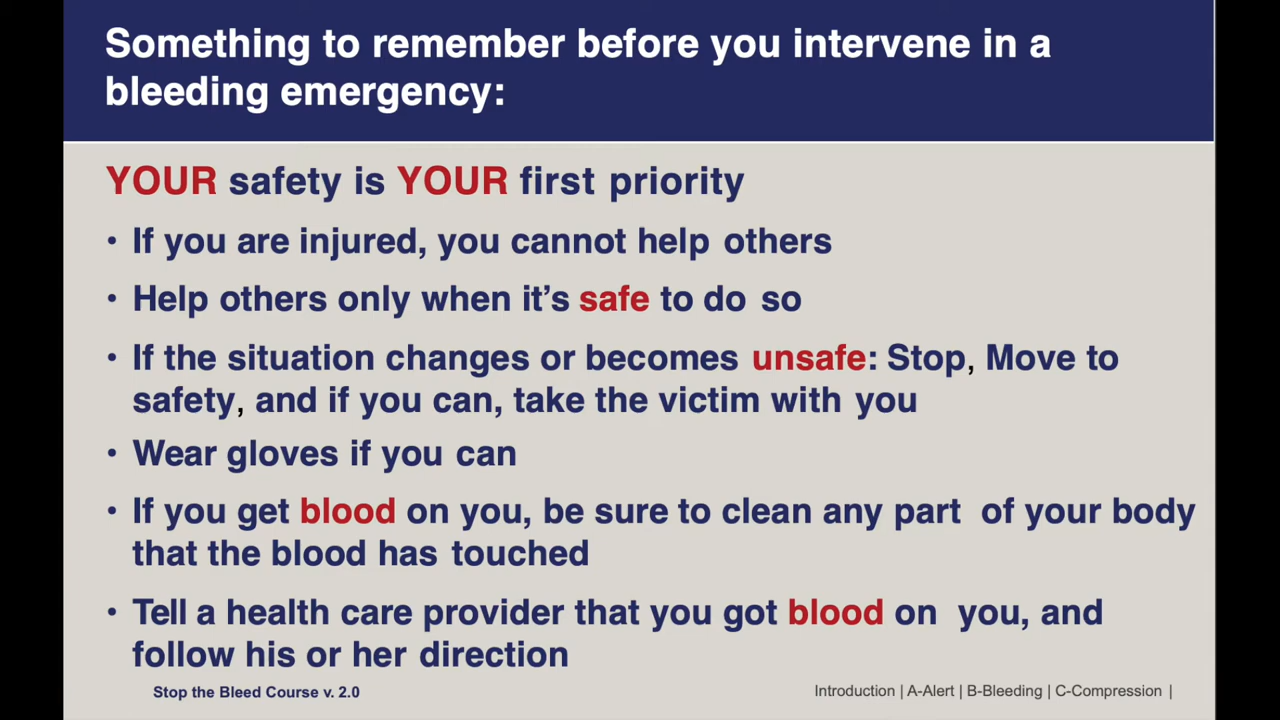 Something to remember before you intervene in a
bleeding emergency:
YOUR safety is YOUR first priority
• If you are injured, you cannot help others
• Help others only when it’s safe to do so
• If the situation changes or becomes unsafe: Stop, Move to
safety, and if you can, take the victim with you
• Wear gloves if you can
• If you get blood on you, be sure to clean any part of your body
that the blood has touched
• Tell a health care provider that you got blood on you, and
follow his or her direction
Stop the Bleed Course v. 2.0
Introduction | A-Alert | B-Bleeding | C-Compression |